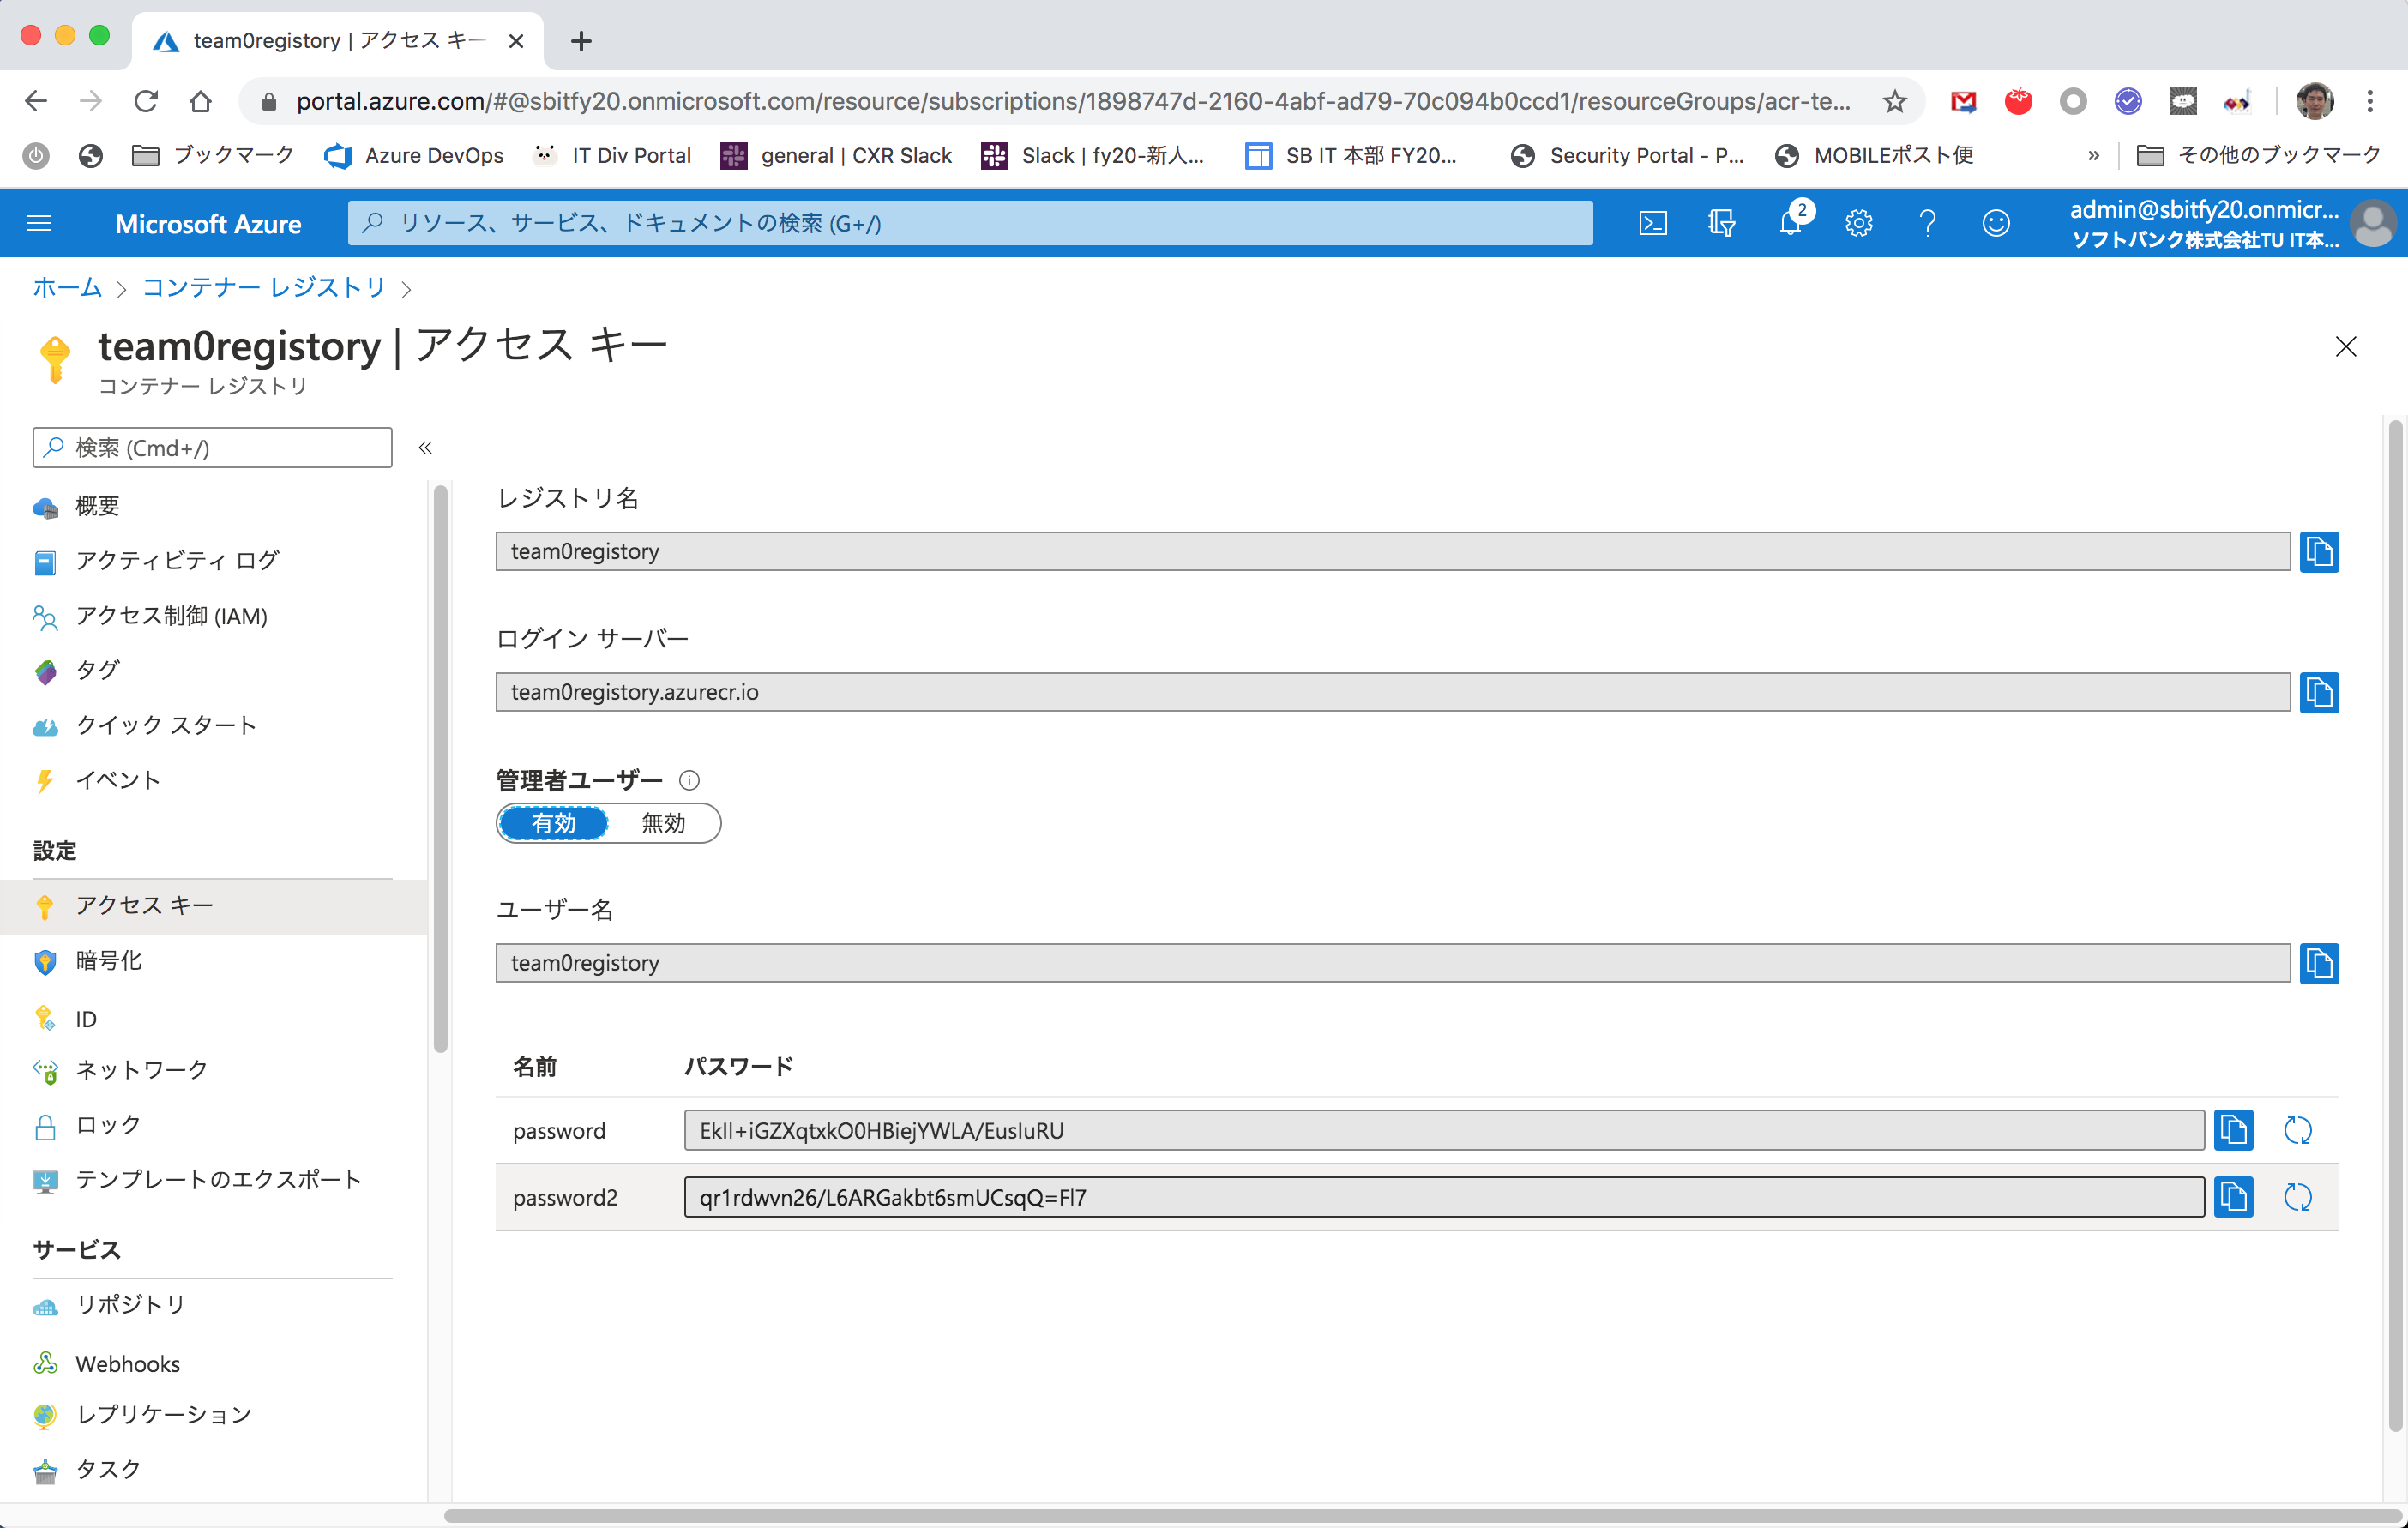 team0registory | アクセス キー
portal.azure.com/#@sbitfy20.onmicrosoft.com/resource/subscriptions/1898747d-2160-4abf-ad79-70c094b0ccd1/resourceGroups/acr-te...
ブックマーク Azure DevOps IT Div Portal general | CXR Slack Slack | fy20-新人... SB IT 本部 FY20... Security Portal - P... MOBILEポスト便 » その他のブックマーク
Microsoft Azure
リソース、サービス、ドキュメントの検索 (G+/)
2
admin@sbitfy20.onmicr...
ソフトバンク株式会社TU IT本...
ホーム > コンテナー レジストリ >
team0registory | アクセス キー
コンテナー レジストリ
検索 (Cmd+/)
«
概要
アクティビティ ログ
アクセス制御 (IAM)
タグ
クイック スタート
イベント
設定
アクセス キー
暗号化
ID
ネットワーク
ロック
テンプレートのエクスポート
サービス
リポジトリ
Webhooks
レプリケーション
タスク
レジストリ名
team0registory
ログイン サーバー
team0registory.azurecr.io
管理者ユーザー
有効 無効
ユーザー名
team0registory
名前 パスワード
password
password2